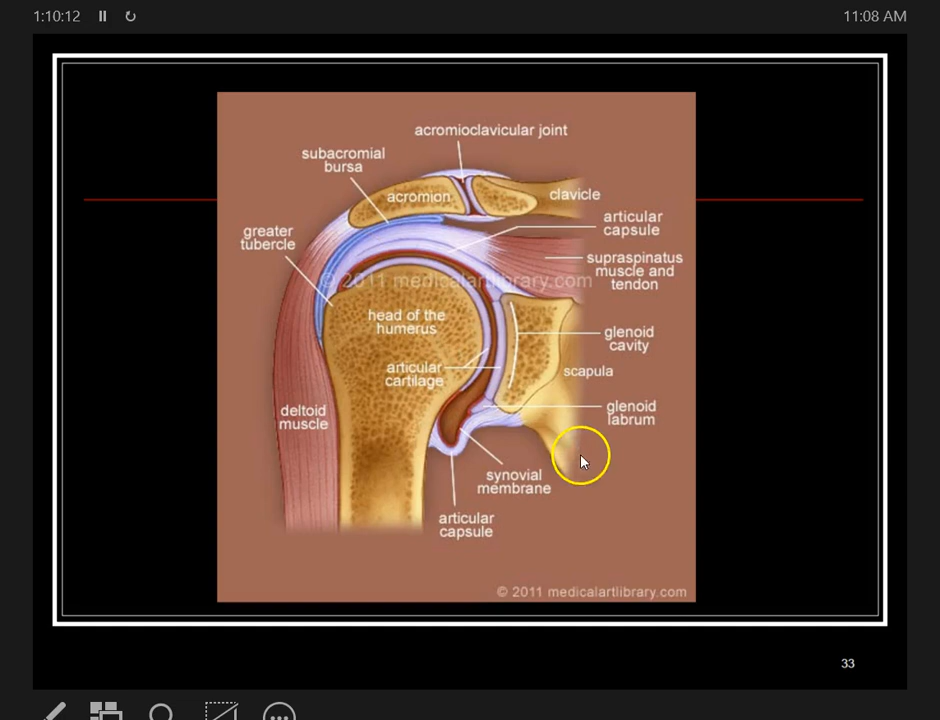 1:10:12
11:08 AM
acromioclavicular joint
subacromial
bursa
acromion
clavicle
articular
capsule
greater
tubercle
supraspinatus
muscle and
tendon
© 2011 medicalartlibrary.com
head of the
humerus
glenoid
cavity
articular
cartilage
scapula
deltoid
muscle
glenoid
labrum
synovial
membrane
articular
capsule
© 2011 medicalartlibrary.com
33